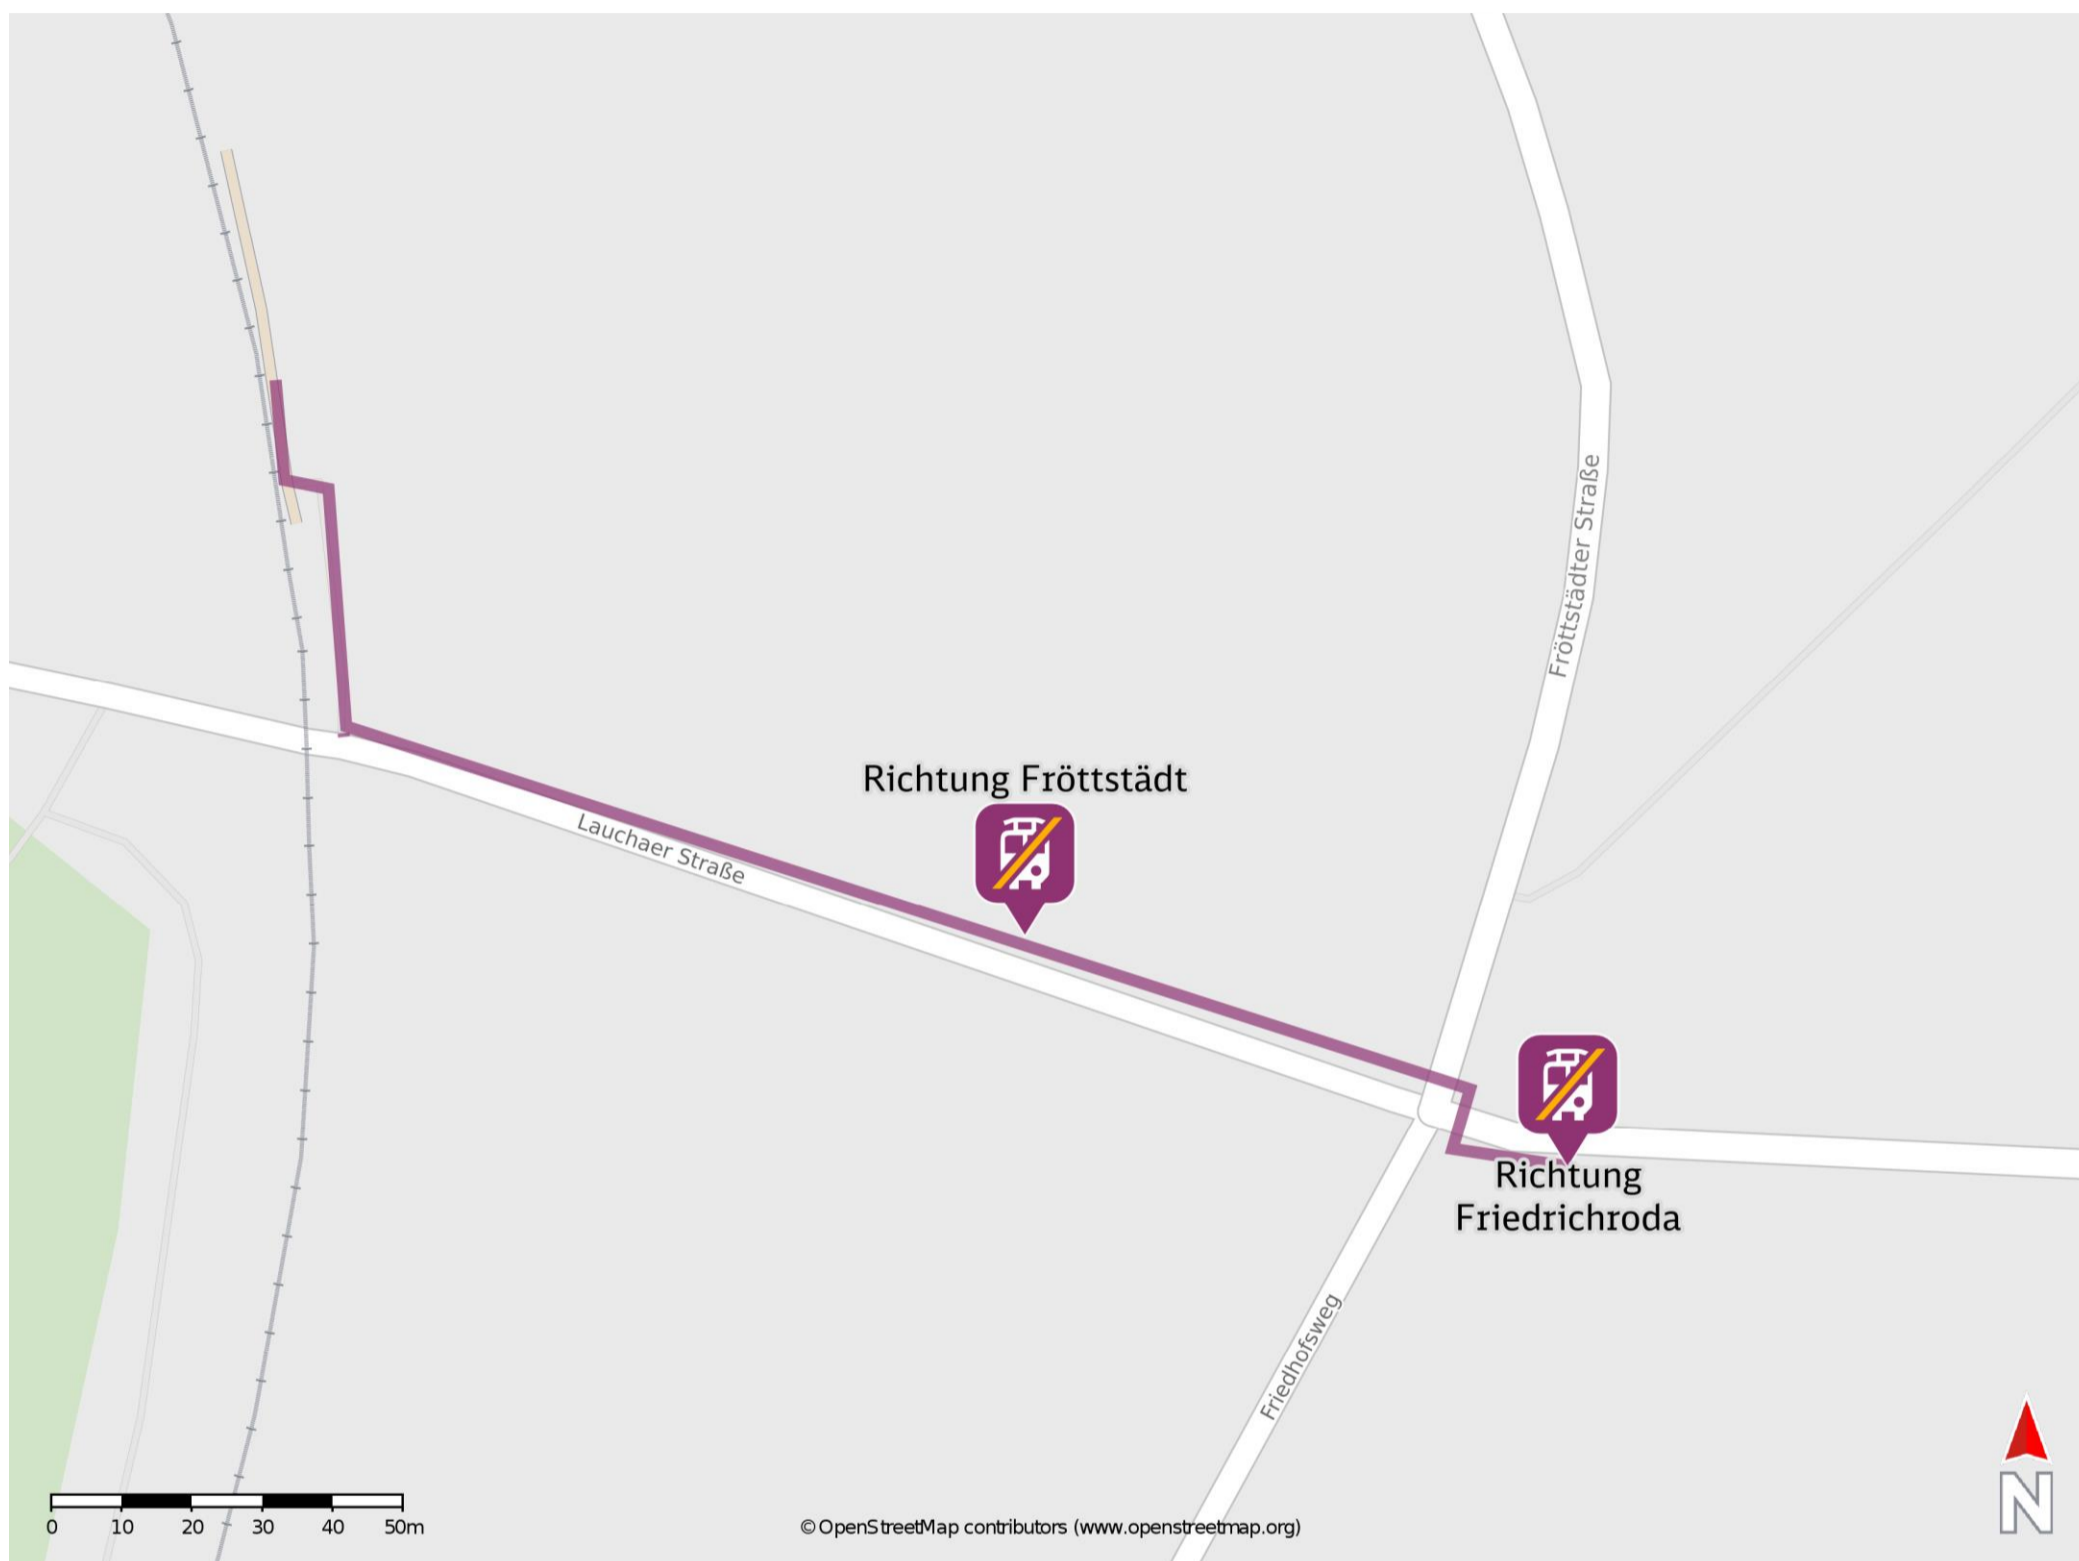 Fröttstädter Straße
Richtung Fröttstädt
Lauchaer Straße
Richtung
Friedrichroda
Friedhofsweg
0 10 20 30 40 50m
© OpenStreetMap contributors (www.openstreetmap.org)
N